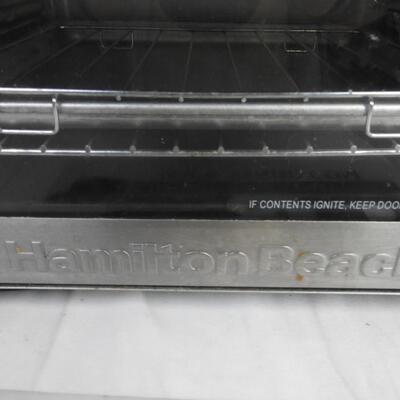 IF CONTENTS IGNITE, KEEP DOO
Hamilton Beach